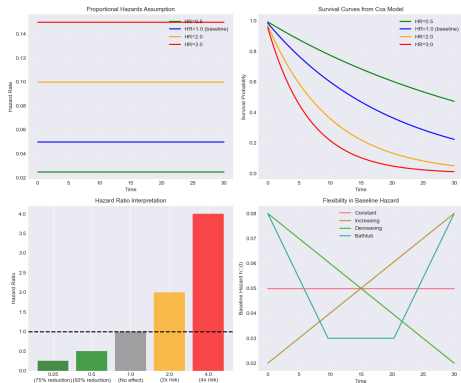 Proportional Hazards Assumption
HR=0.5
HR=1.0 (baseline)
HR=2.0
HR=3.0
Hazard Rate
0.14
0.12
0.10
0.08
0.06
0.04
0.02
0 5 10 15 20 25 30
Time
Survival Curves from Cox Model
HR=0.5
HR=1.0 (baseline)
HR=2.0
HR=3.0
Survival Probability
1.0
0.8
0.6
0.4
0.2
0.0
0 5 10 15 20 25 30
Time
Hazard Ratio Interpretation
Hazard Ratio
4.0
3.5
3.0
2.5
2.0
1.5
1.0
0.5
0.0
0.25 0.5 1.0 2.0 4.0
(75% reduction) (50% reduction) (No effect) (2x risk) (4x risk)
Flexibility in Baseline Hazard
Constant
Increasing
Decreasing
Bathtub
Baseline Hazard
0.08
0.07
0.06
0.05
0.04
0.03
0.02
0 5 10 15 20 25 30
Time